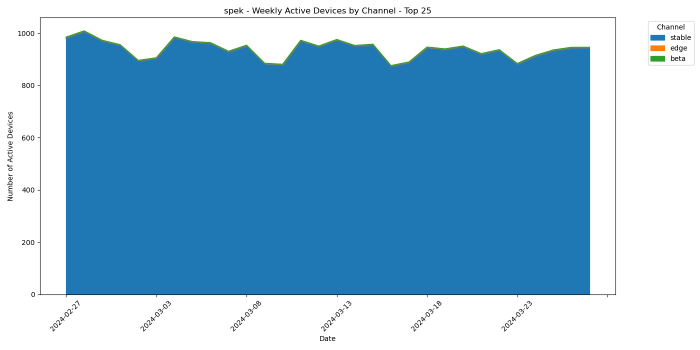 spek - Weekly Active Devices by Channel - Top 25
Channel
stable
edge
beta
Number of Active Devices
1000
800
600
400
200
0
2024-02-27
2024-03-03
2024-03-08
2024-03-13
2024-03-18
2024-03-23
Date